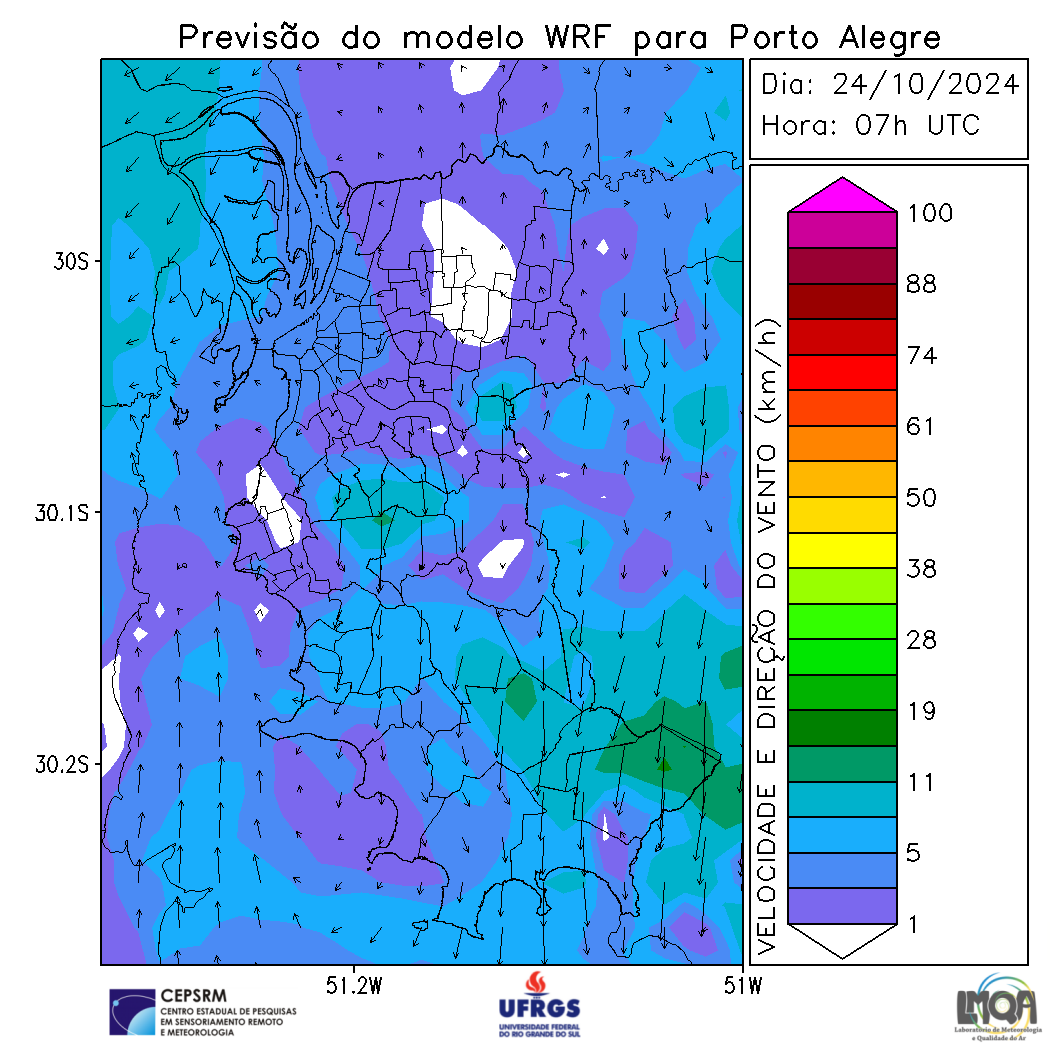 Previsão do modelo WRF para Porto Alegre
Dia: 24/10/2024
Hora: 07h UTC
30S
30.1S
30.2S
51.2W
51W
VELOCIDADE E DIREÇÃO DO VENTO (km/h)
100
88
74
61
50
38
28
19
11
5
1
CEPSRM
CENTRO ESTADUAL DE PESQUISAS
EM SENSORIAMENTO REMOTO
E METEOROLOGIA
UFRGS
UNIVERSIDADE FEDERAL
DO RIO GRANDE DO SUL
LMQA
Laboratório de Meteorologia
e Qualidade do Ar